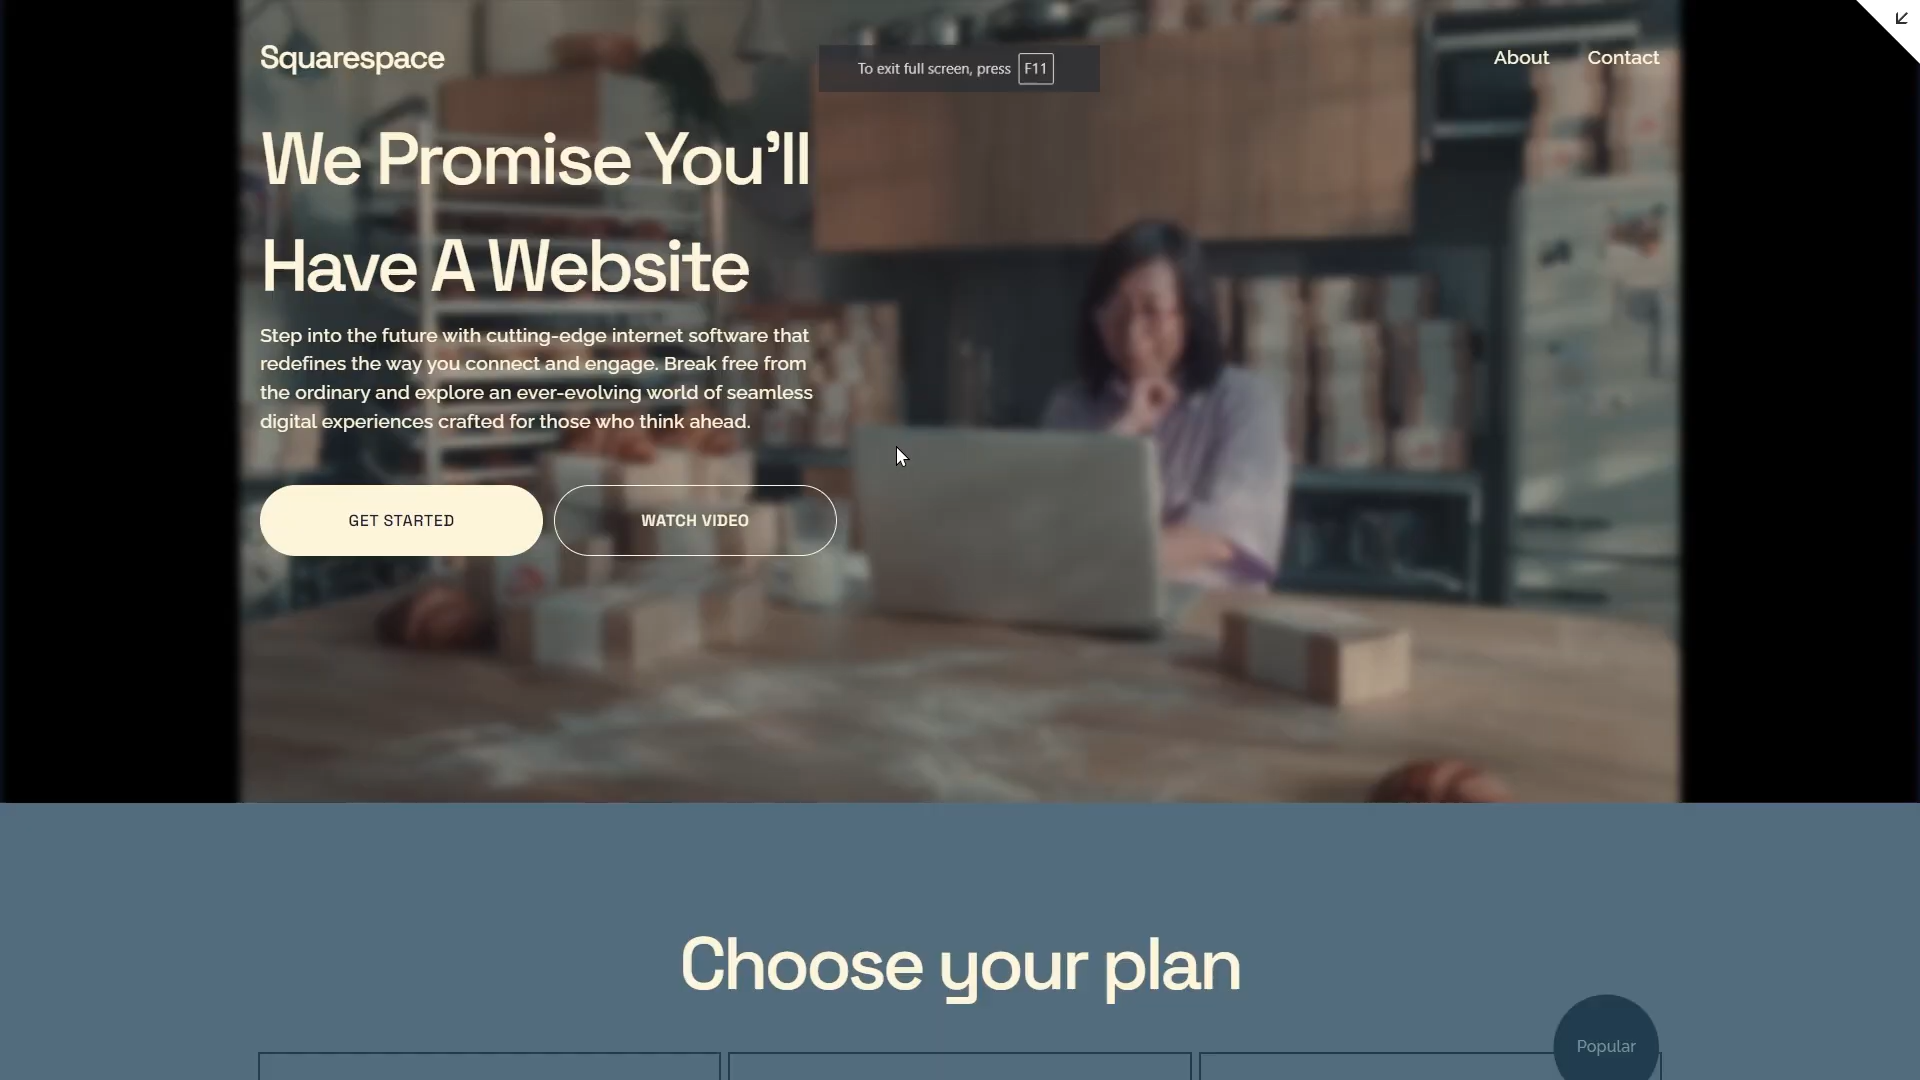 Squarespace
To exit full screen, press F11
About
Contact
We Promise You’ll
Have A Website
Step into the future with cutting-edge internet software that
redefines the way you connect and engage. Break free from
the ordinary and explore an ever-evolving world of seamless
digital experiences crafted for those who think ahead.
GET STARTED
WATCH VIDEO
Choose your plan
Popular